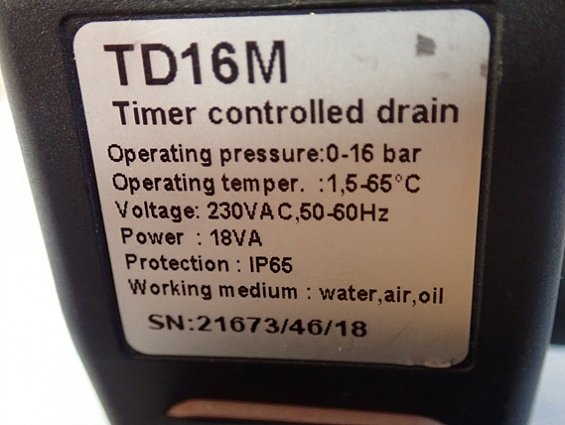 TD16M
Timer controlled drain
Operating pressure:0-16 bar
Operating temper. :1,5-65°C
Voltage: 230VAC,50-60Hz
Power : 18VA
Protection : IP65
Working medium : water,air,oil
SN:21673/46/18